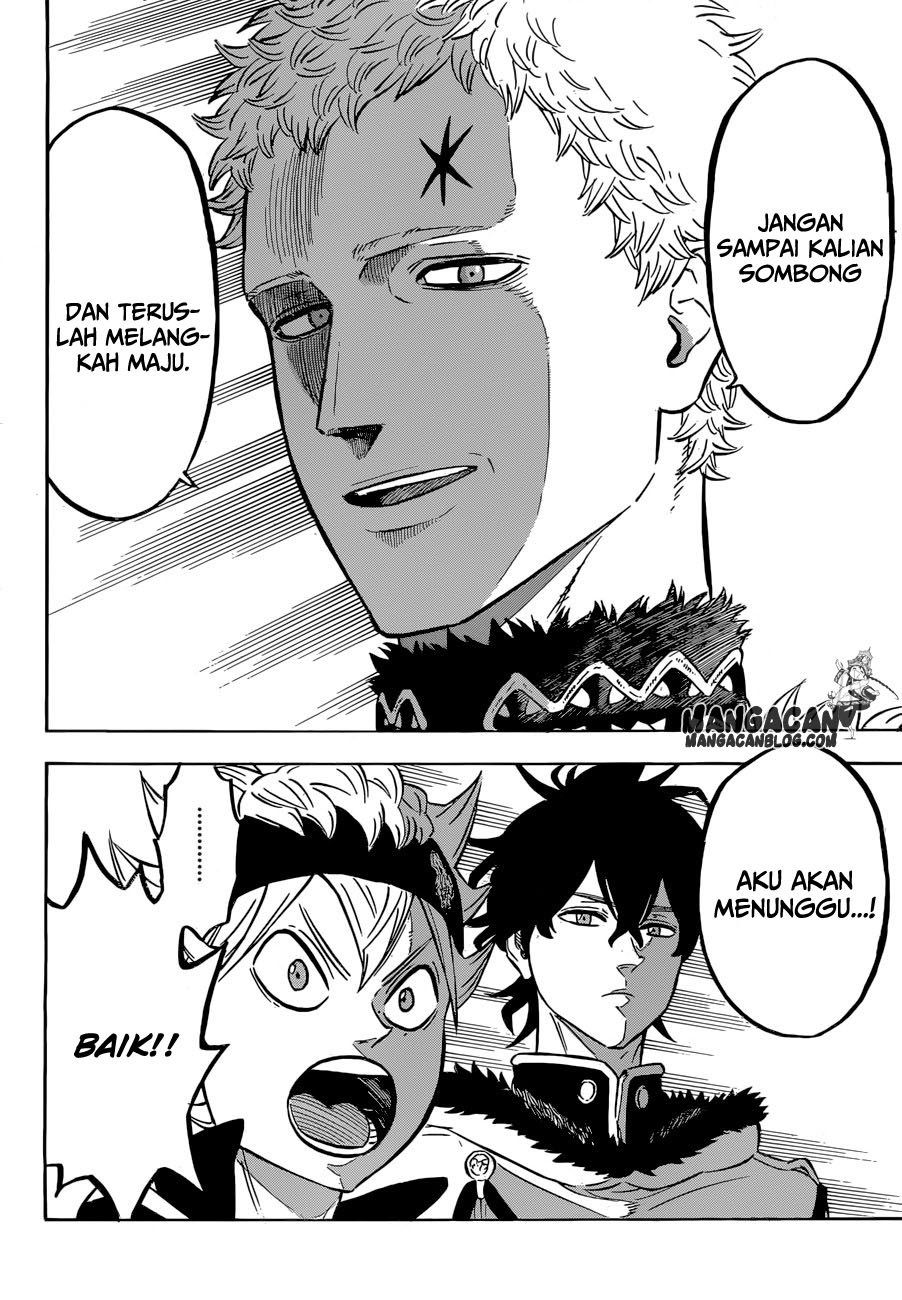 JANGAN
SAMPAI KALIAN
SOMBONG
DAN TERUS-
LAH MELANG-
KAH MAJU.
MANGACAN
MANGACANBLOG.COM
AKU AKAN
MENUNGGU...!
.........
BAIK!!